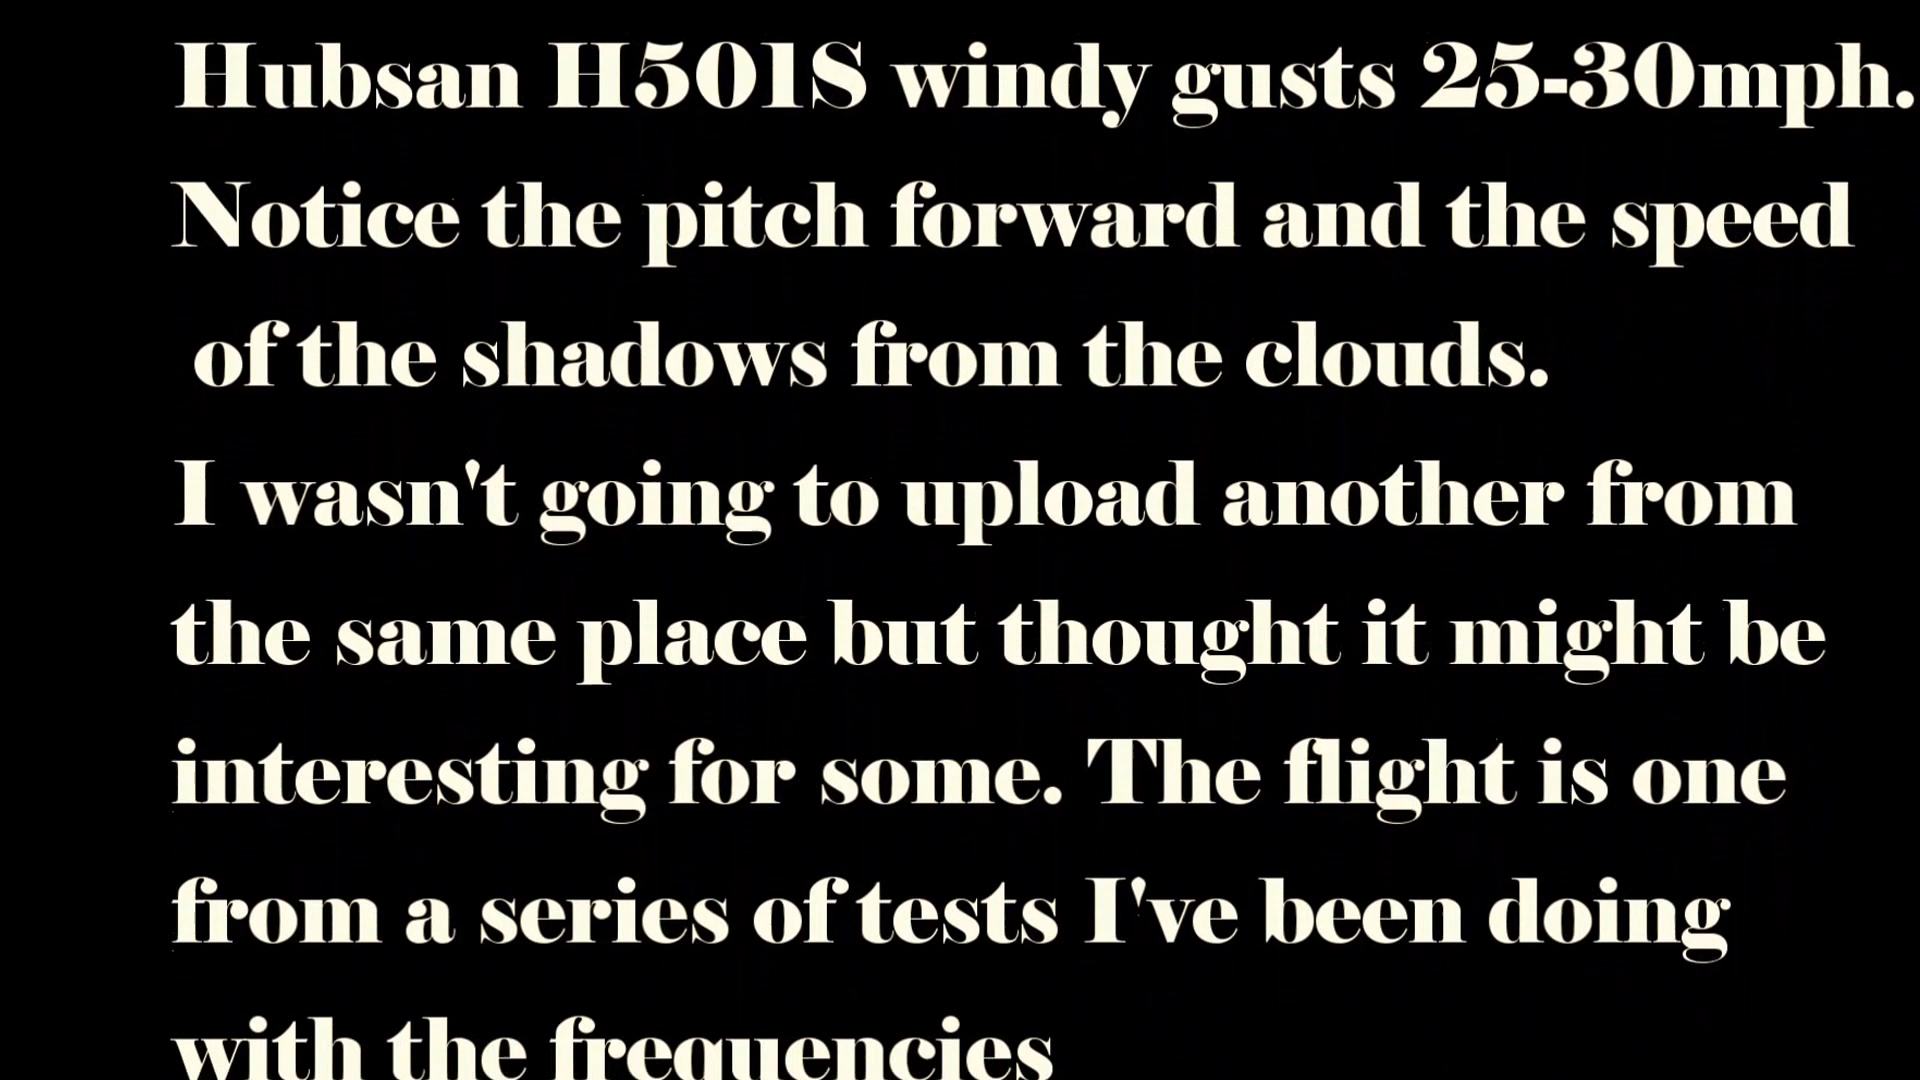 Hubsan H501S windy gusts 25-30mph.
Notice the pitch forward and the speed
of the shadows from the clouds.
I wasn't going to upload another from
the same place but thought it might be
interesting for some. The flight is one
from a series of tests I've been doing
with the frequencies